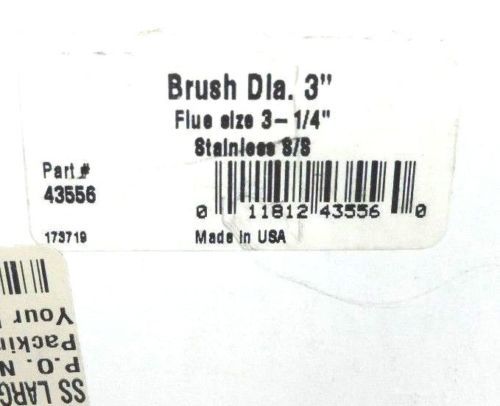 Brush Dia. 3"
Flue size 3-1/4"
Stainless S/S
Part #
43556
0 11812 43556 0
173719
Made in USA
SS LARG
P.O. N
Packin
Your